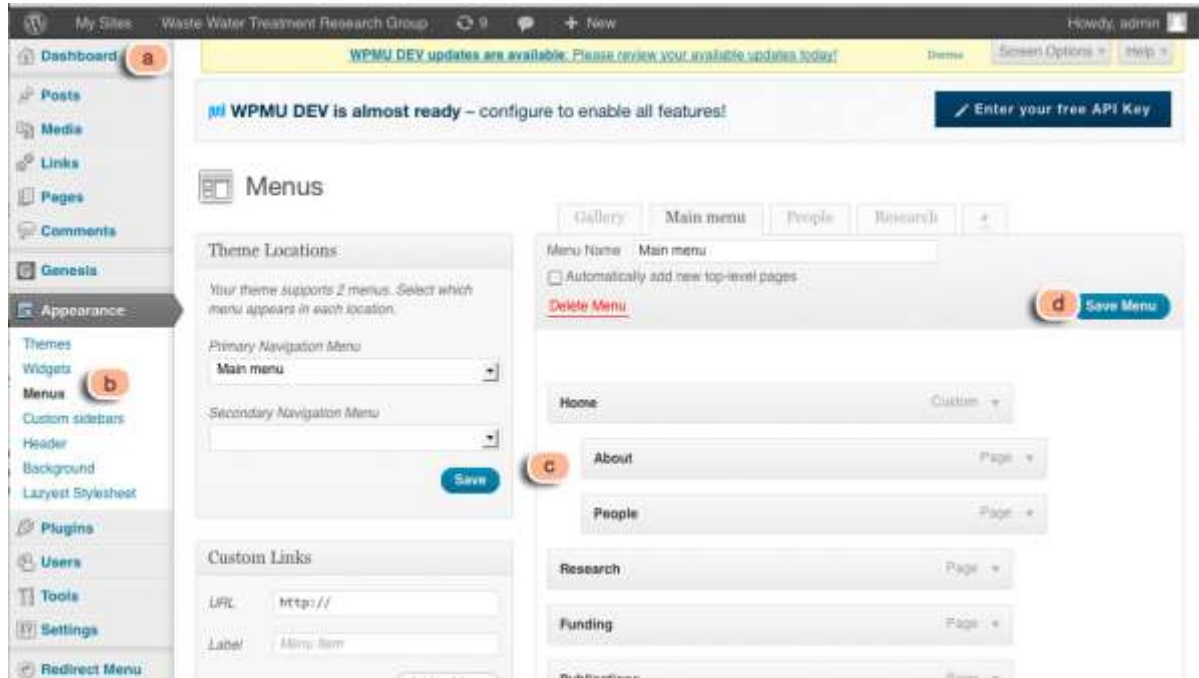 My Sites Waste Water Treatment Research Group 9 + New Howdy, admin
Dashboard a
Posts
Media
Links
Pages
Comments
Genesis
Appearance
Themes
Widgets
Menus b
Custom sidebars
Header
Background
Lazyest Stylesheet
Plugins
Users
Tools
Settings
Redirect Menu
WPMU DEV updates are available: Please review your available updates today! Dismiss
Screen Options Help
WPMU DEV is almost ready – configure to enable all features!
Enter your free API Key
Menus
Theme Locations
Your theme supports 2 menus. Select which
menu appears in each location.
Primary Navigation Menu
Main menu
Secondary Navigation Menu
Save
Custom Links
URL http://
Label Menu Item
Gallery Main menu People Research +
Menu Name Main menu
Automatically add new top-level pages
Delete Menu d Save Menu
Home Custom
c About Page
People Page
Research Page
Funding Page
Publications Page